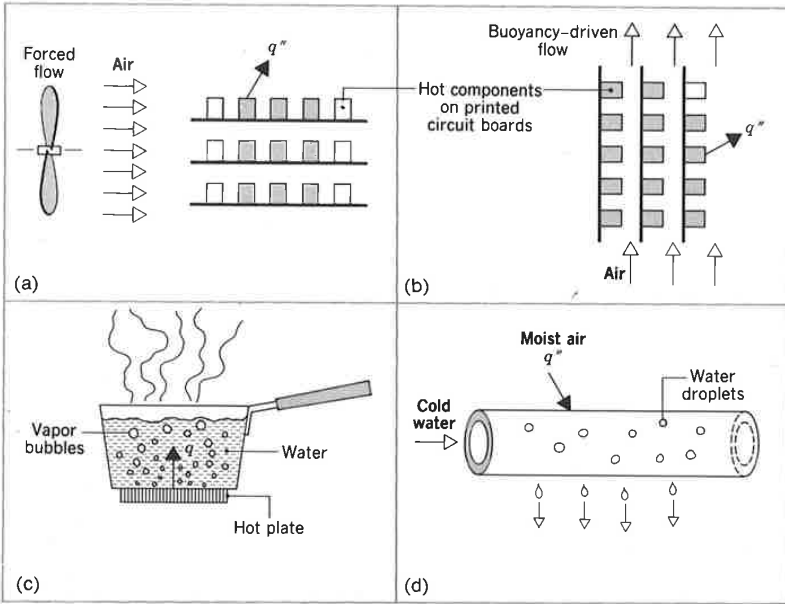 Forced
flow
Air
q"
(a)
Buoyancy-driven
flow
Hot components
on printed
circuit boards
q"
Air
(b)
Vapor
bubbles
q
Water
Hot plate
(c)
Moist air
q"
Water
droplets
Cold
water
(d)